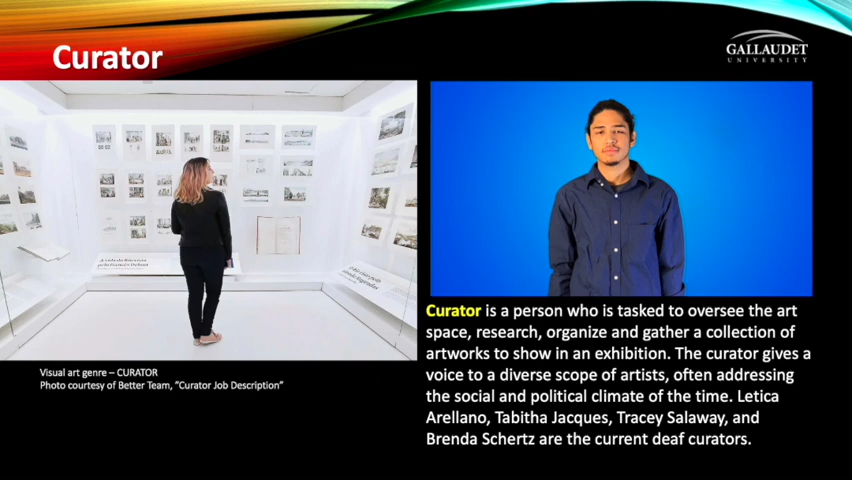 Curator
GALLAUDET
UNIVERSITY
Visual art genre – CURATOR
Photo courtesy of Better Team, "Curator Job Description"
Curator is a person who is tasked to oversee the art
space, research, organize and gather a collection of
artworks to show in an exhibition. The curator gives a
voice to a diverse scope of artists, often addressing
the social and political climate of the time. Letica
Arellano, Tabitha Jacques, Tracey Salaway, and
Brenda Schertz are the current deaf curators.